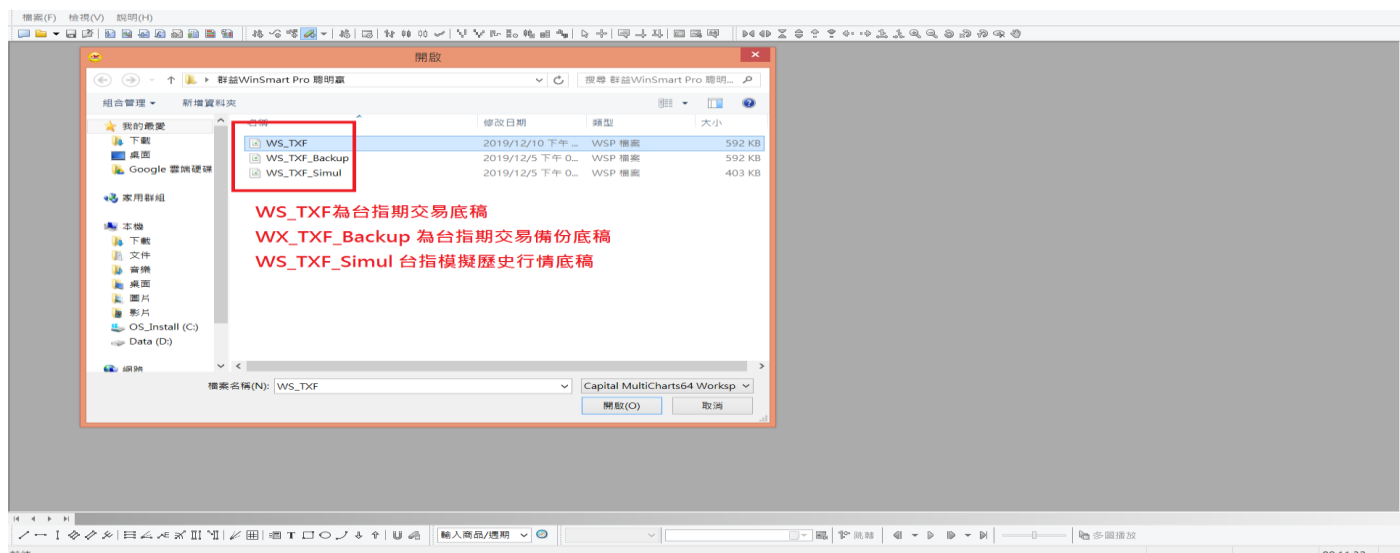 檔案(F) 檢視(V) 說明(H)
開啟
群益WinSmart Pro 聰明贏
搜尋 群益WinSmart Pro 聰明...
組合管理 新增資料夾
名稱 修改日期 類型 大小
我的最愛
下載
桌面
Google 雲端硬碟
家用群組
本機
下載
文件
音樂
桌面
圖片
影片
OS_Install (C:)
Data (D:)
網路
WS_TXF 2019/12/10 下午 ... WSP 檔案 592 KB
WS_TXF_Backup 2019/12/5 下午 0... WSP 檔案 592 KB
WS_TXF_Simul 2019/12/5 下午 0... WSP 檔案 403 KB
WS_TXF為台指期交易底稿
WX_TXF_Backup 為台指期交易備份底稿
WS_TXF_Simul 台指模擬歷史行情底稿
檔案名稱(N): WS_TXF
Capital MultiCharts64 Worksp
開啟(O) 取消
輸入商品/週期
跳轉
多圖播放